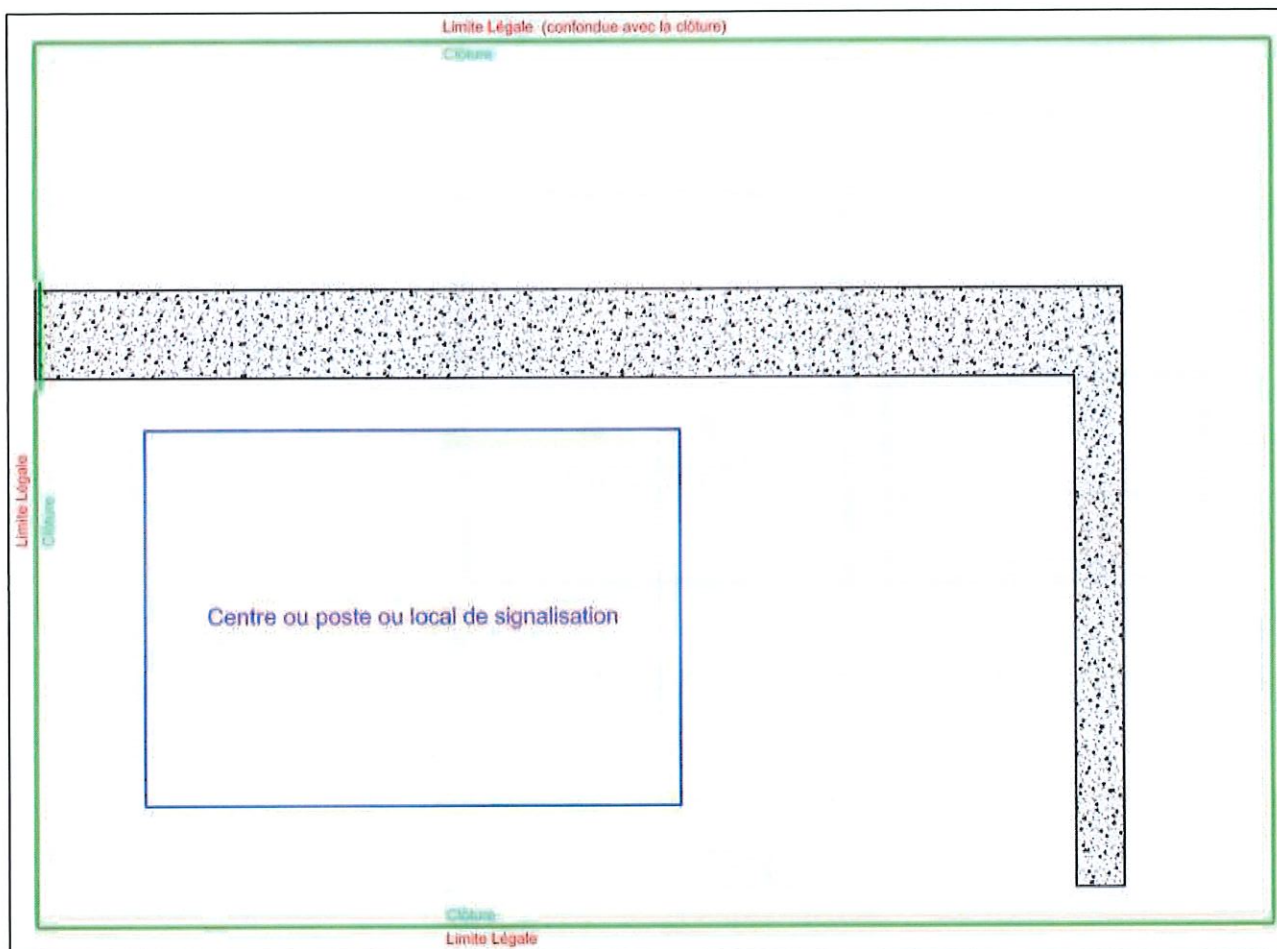 Limite Légale (confondue avec la clôture)
Clôture
Limite Légale
Clôture
Centre ou poste ou local de signalisation
Clôture
Limite Légale